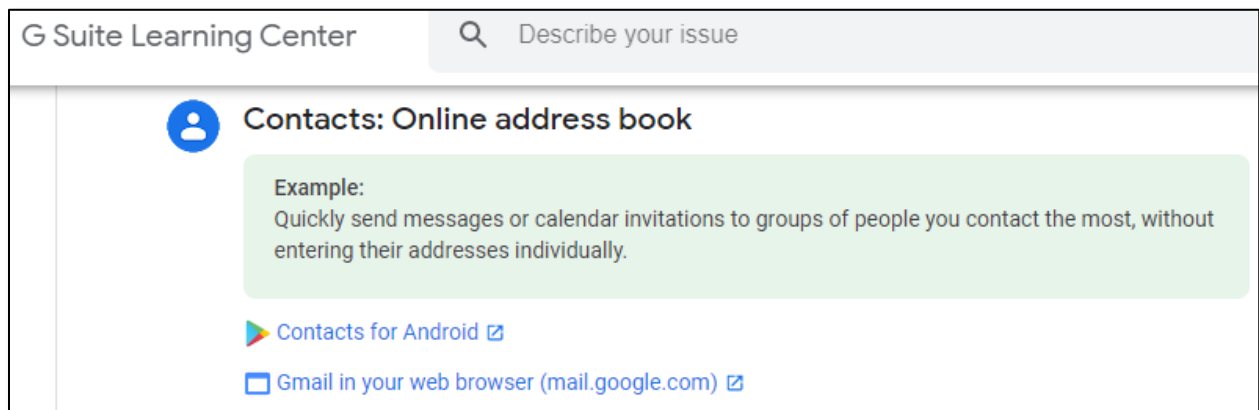 G Suite Learning Center
Describe your issue
Contacts: Online address book
Example:
Quickly send messages or calendar invitations to groups of people you contact the most, without
entering their addresses individually.
Contacts for Android
Gmail in your web browser (mail.google.com)